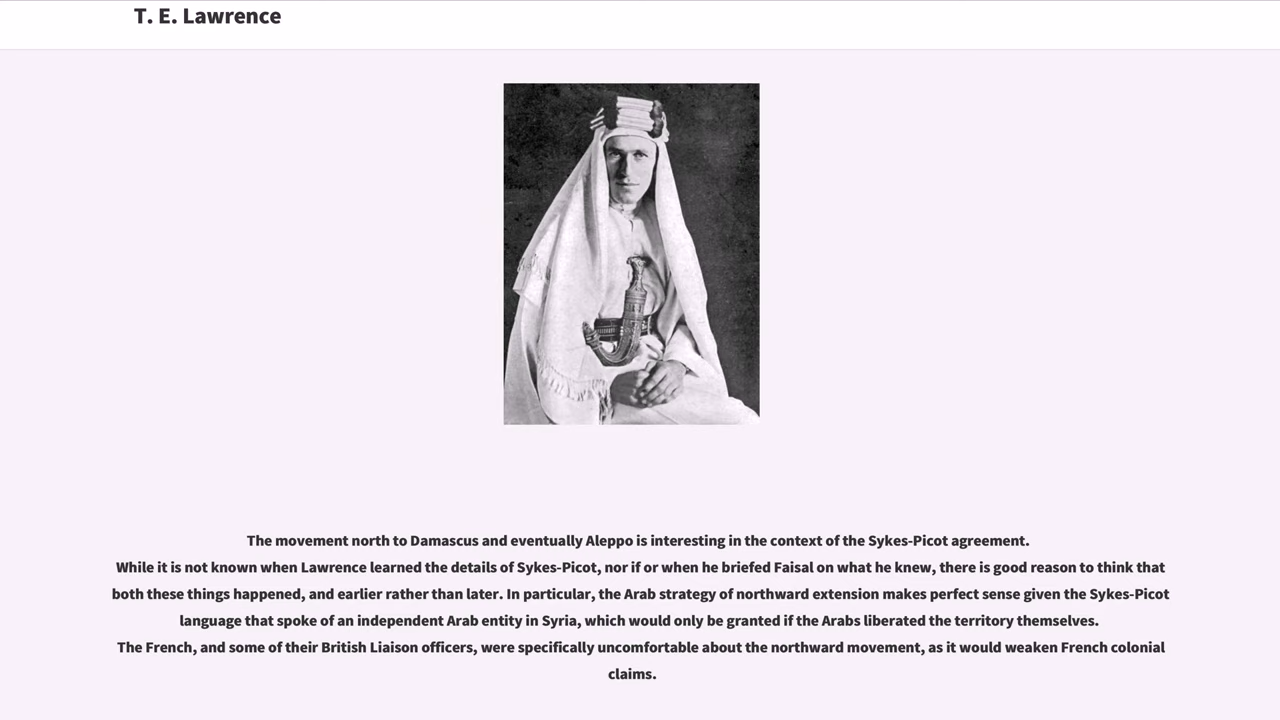 T. E. Lawrence
The movement north to Damascus and eventually Aleppo is interesting in the context of the Sykes-Picot agreement.
While it is not known when Lawrence learned the details of Sykes-Picot, nor if or when he briefed Faisal on what he knew, there is good reason to think that
both these things happened, and earlier rather than later. In particular, the Arab strategy of northward extension makes perfect sense given the Sykes-Picot
language that spoke of an independent Arab entity in Syria, which would only be granted if the Arabs liberated the territory themselves.
The French, and some of their British Liaison officers, were specifically uncomfortable about the northward movement, as it would weaken French colonial
claims.